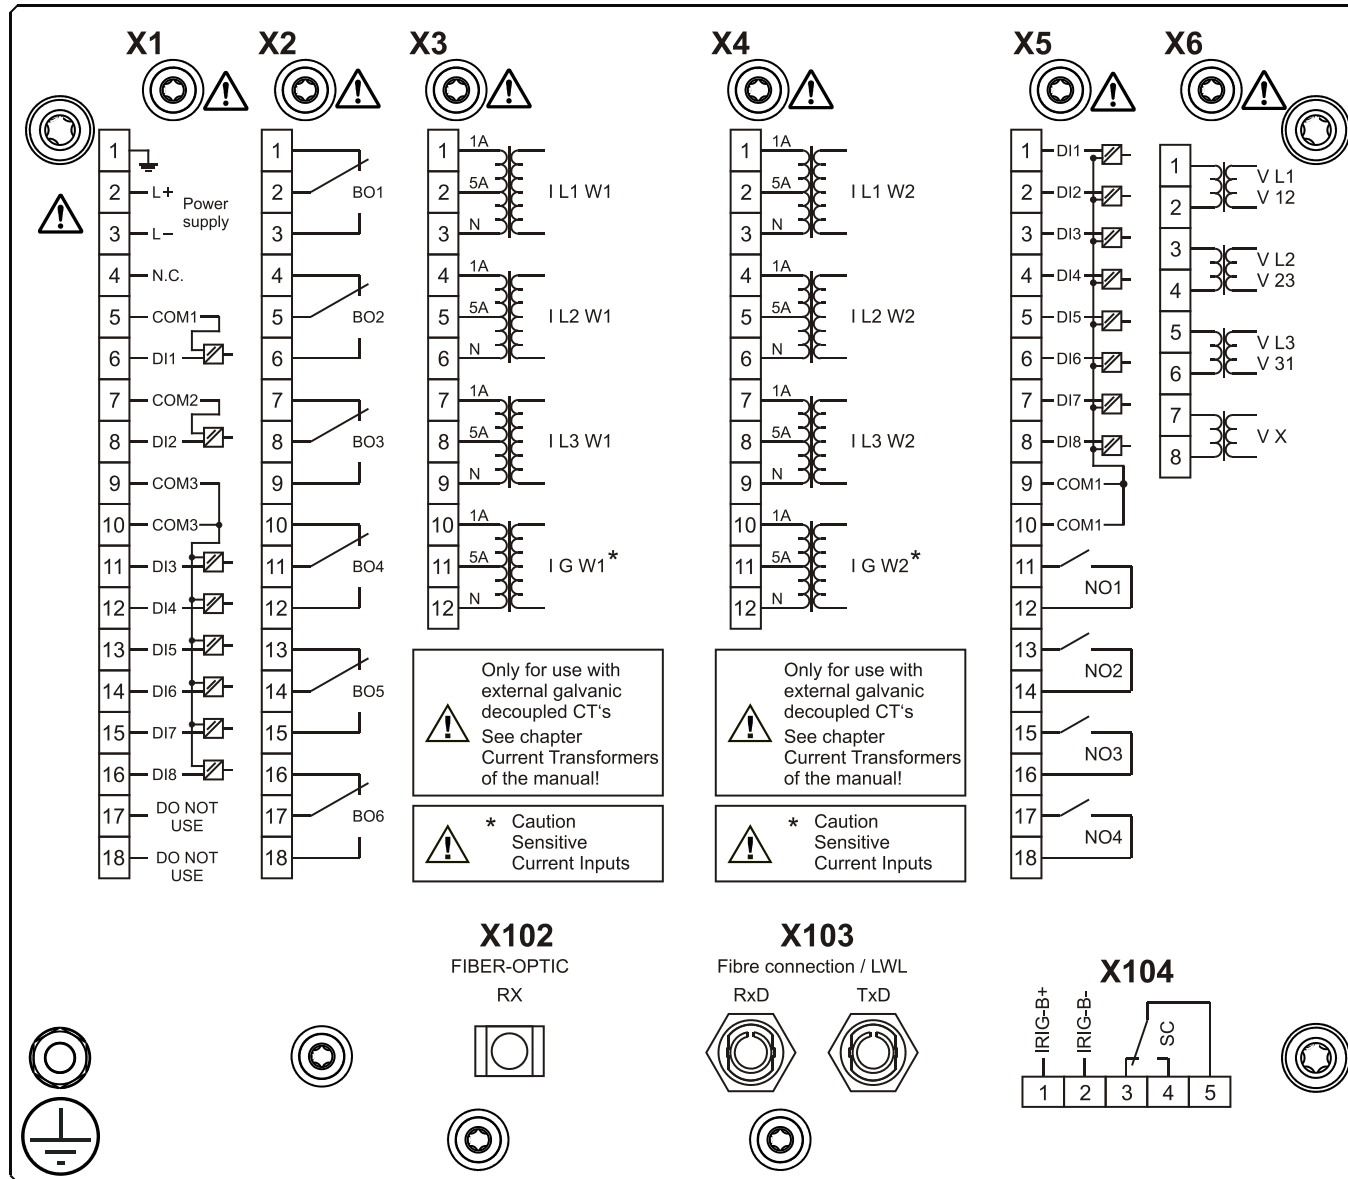 X1
X2
X3
X4
X5
X6
1
2 L+ Power
supply
3 L−
4 N.C.
5 COM1
6 DI1
7 COM2
8 DI2
9 COM3
10 COM3
11 DI3
12 DI4
13 DI5
14 DI6
15 DI7
16 DI8
17 DO NOT
USE
18 DO NOT
USE
1
2 BO1
3
4
5 BO2
6
7
8 BO3
9
10
11 BO4
12
13
14 BO5
15
16
17 BO6
18
1 1A
2 5A I L1 W1
3 N
4 1A
5 5A I L2 W1
6 N
7 1A
8 5A I L3 W1
9 N
10 1A
11 5A I G W1*
12 N
Only for use with
external galvanic
decoupled CT‘s
See chapter
Current Transformers
of the manual!
* Caution
Sensitive
Current Inputs
1 1A
2 5A I L1 W2
3 N
4 1A
5 5A I L2 W2
6 N
7 1A
8 5A I L3 W2
9 N
10 1A
11 5A I G W2*
12 N
Only for use with
external galvanic
decoupled CT‘s
See chapter
Current Transformers
of the manual!
* Caution
Sensitive
Current Inputs
1 DI1
2 DI2
3 DI3
4 DI4
5 DI5
6 DI6
7 DI7
8 DI8
9 COM1
10 COM1
11
NO1
12
13
NO2
14
15
NO3
16
17
NO4
18
1 V L1
2 V 12
3 V L2
4 V 23
5 V L3
6 V 31
7
V X
8
X102
FIBER-OPTIC
RX
X103
Fibre connection / LWL
RxD TxD
X104
IRIG-B+
IRIG-B-
SC
1 2 3 4 5